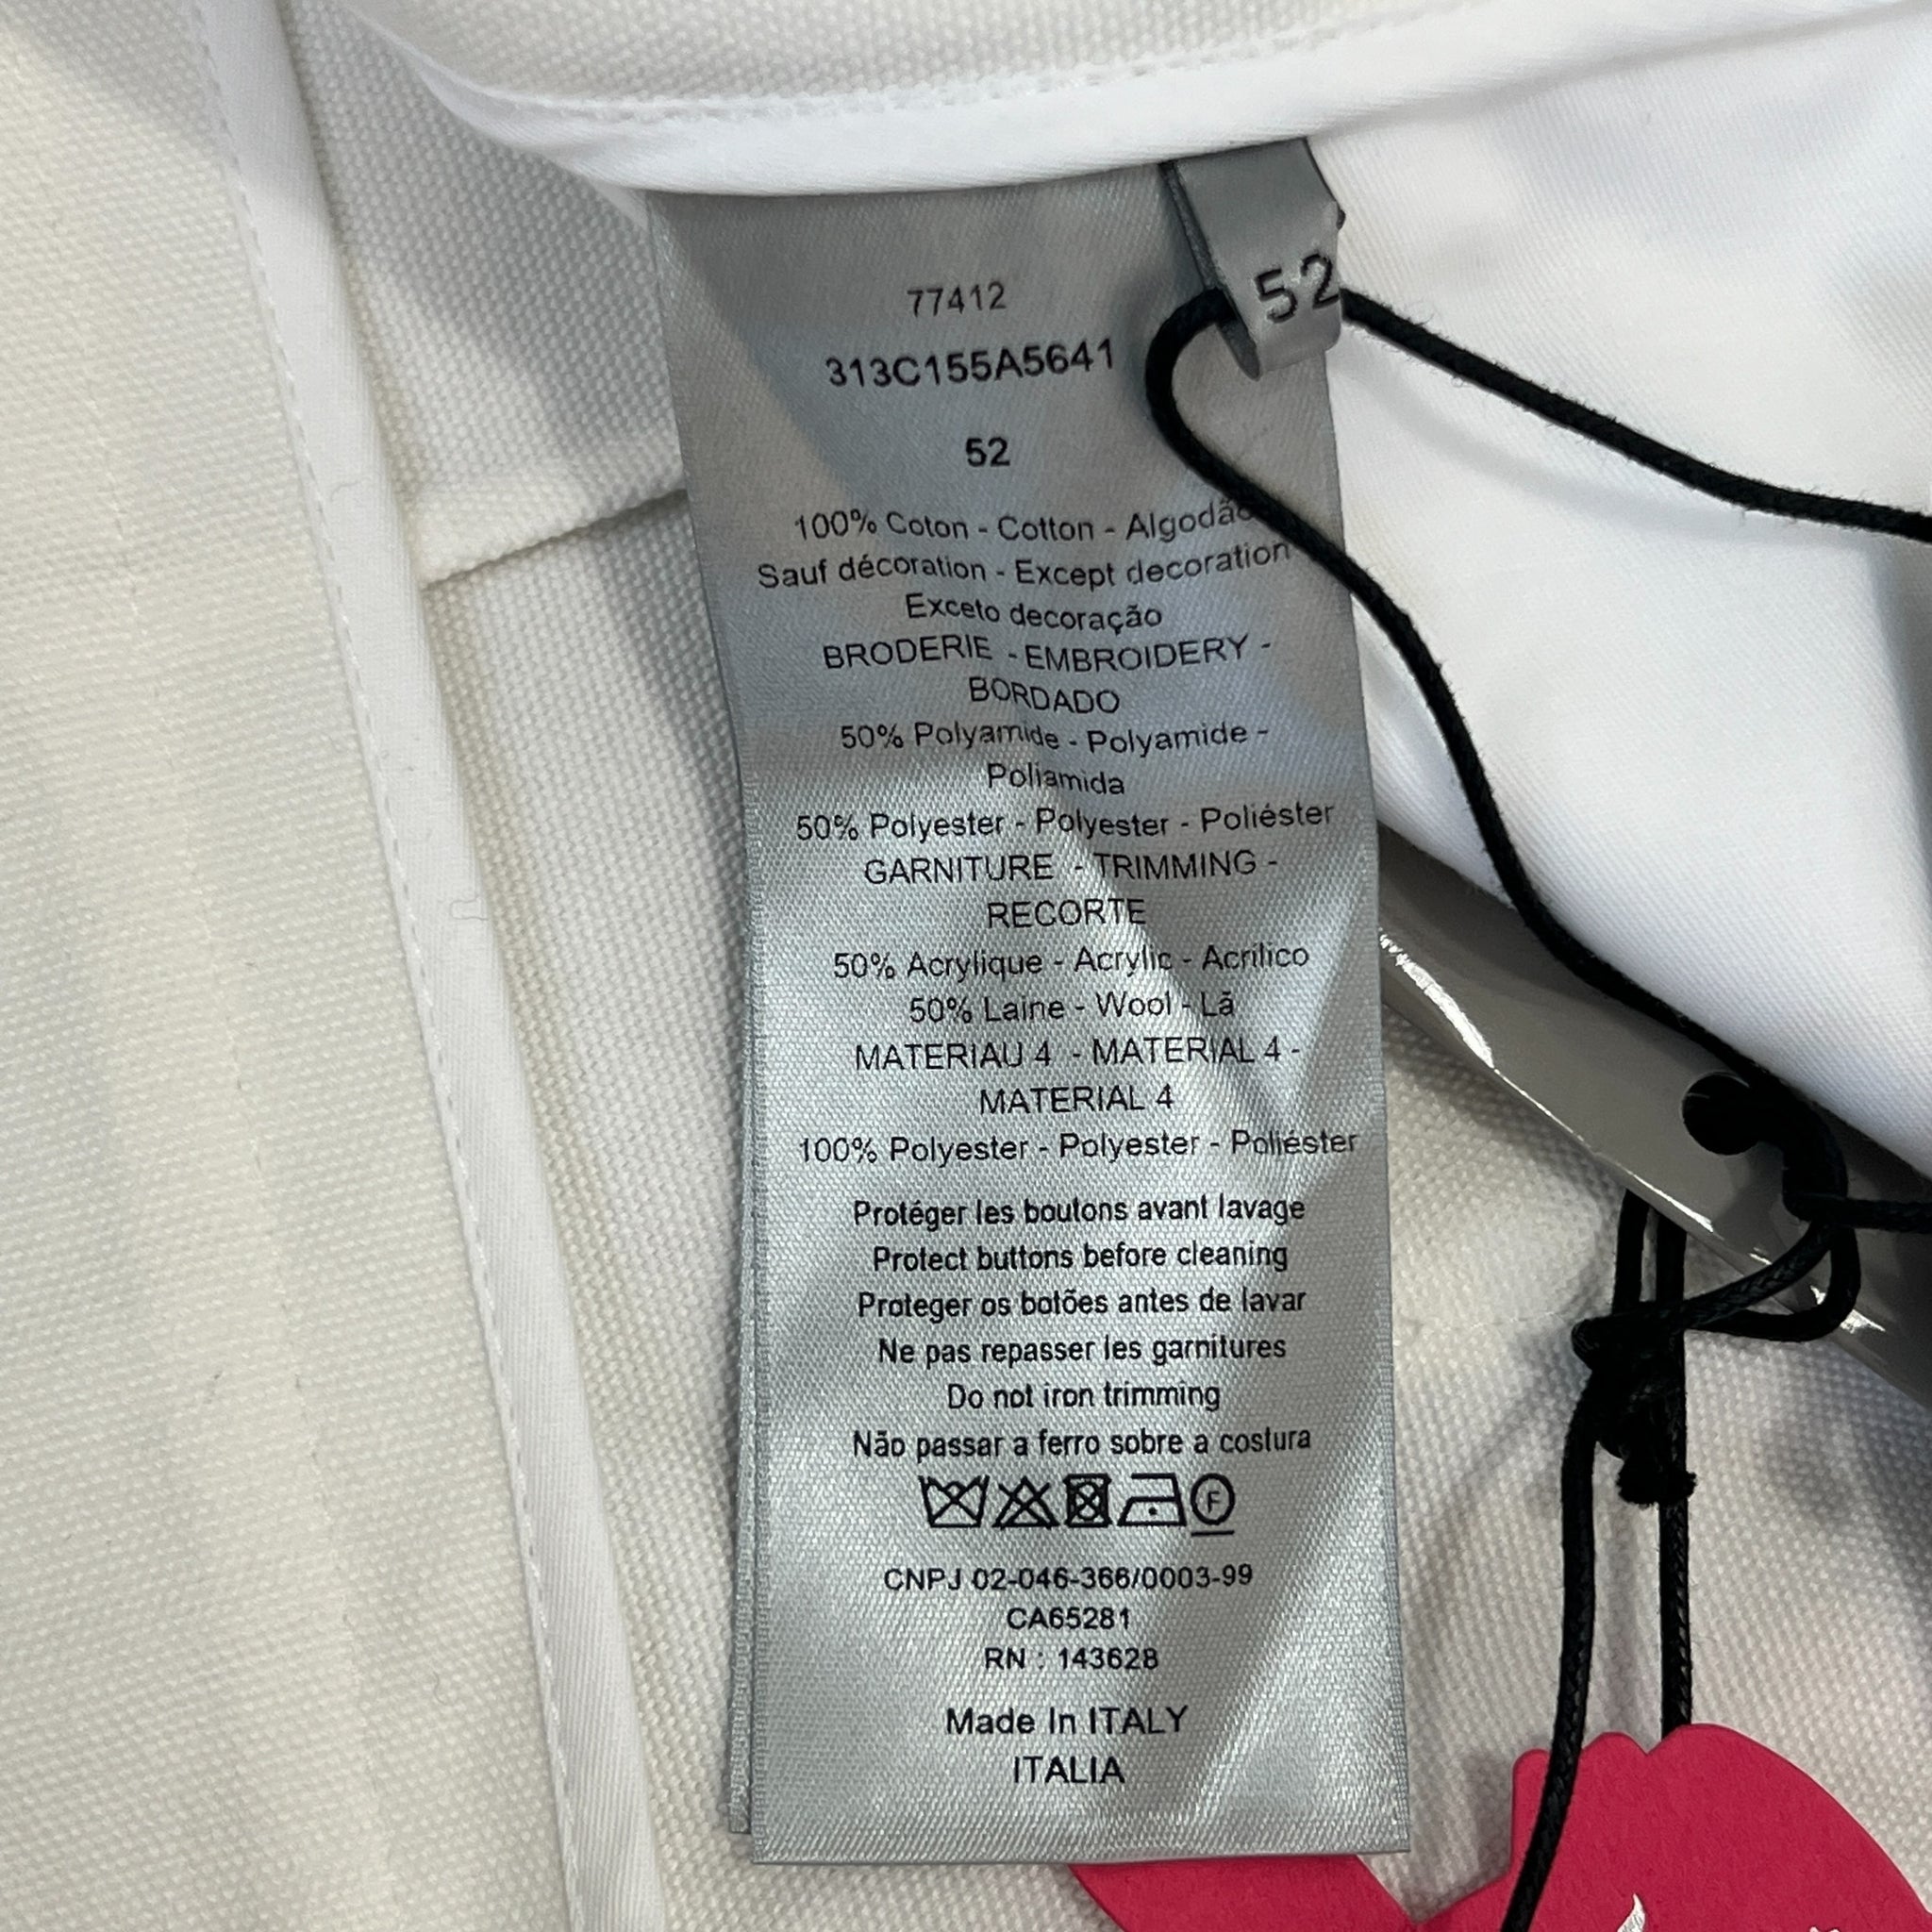 52
77412
313C155A5641
52
100% Coton - Cotton - Algodão
Sauf décoration - Except decoration
Exceto decoração
BRODERIE - EMBROIDERY -
BORDADO
50% Polyamide - Polyamide -
Poliamida
50% Polyester - Polyester - Poliéster
GARNITURE - TRIMMING -
RECORTE
50% Acrylique - Acrylic - Acrílico
50% Laine - Wool - Lã
MATERIAU 4 - MATERIAL 4 -
MATERIAL 4
100% Polyester - Polyester - Poliéster
Protéger les boutons avant lavage
Protect buttons before cleaning
Proteger os botões antes de lavar
Ne pas repasser les garnitures
Do not iron trimming
Não passar a ferro sobre a costura
F
CNPJ 02-046-366/0003-99
CA65281
RN : 143628
Made In ITALY
ITALIA